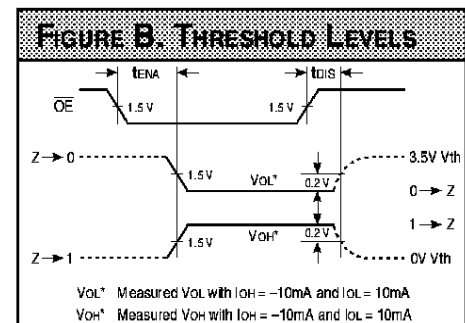 FIGURE B. THRESHOLD LEVELS
tENA tDIS
OE 1.5 V 1.5 V
Z → 0 3.5V Vth
1.5 V VOL* 0.2 V 0 → Z
1.5 V VOH* 0.2 V 1 → Z
Z → 1 0V Vth
VOL* Measured VOL with IOH = –10mA and IOL = 10mA
VOH* Measured VOH with IOH = –10mA and IOL = 10mA